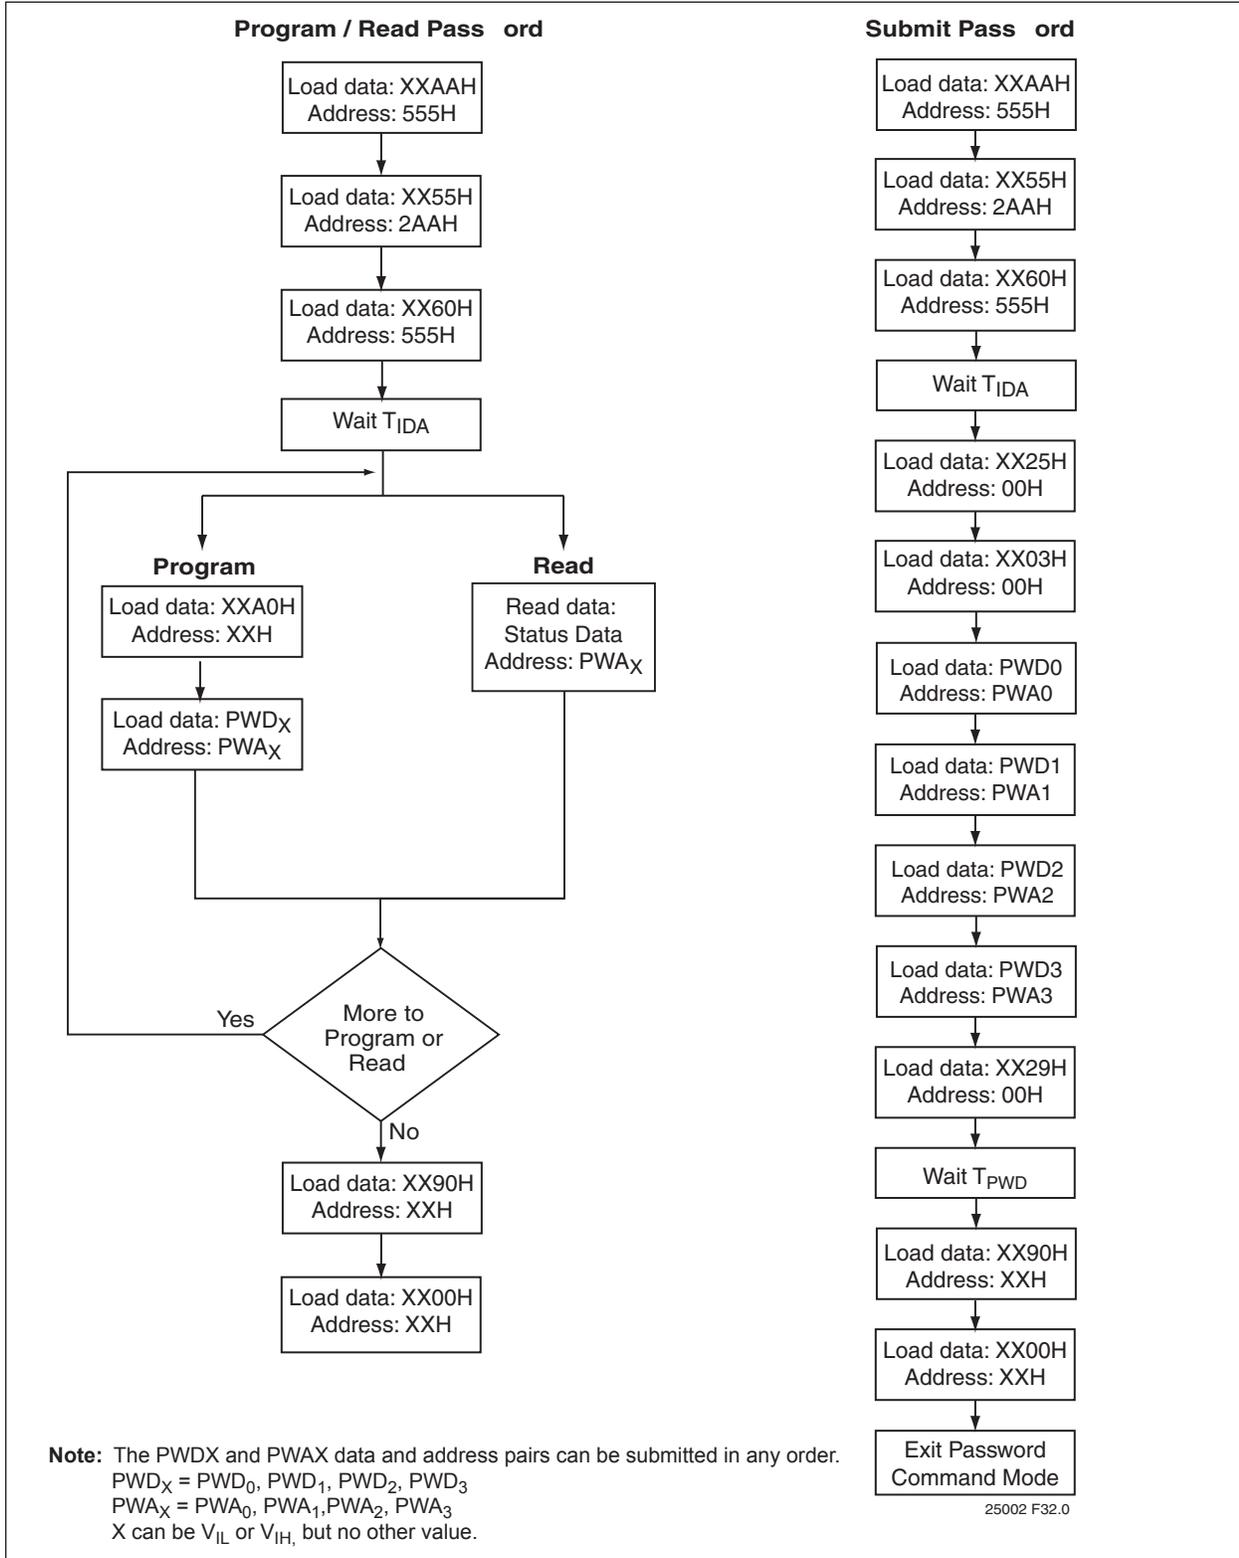 Program / Read Pass ord
Load data: XXAAH
Address: 555H
Load data: XX55H
Address: 2AAH
Load data: XX60H
Address: 555H
Wait TIDA
Program
Load data: XXA0H
Address: XXH
Load data: PWDX
Address: PWAX
Read
Read data:
Status Data
Address: PWAX
More to
Program or
Read
Yes
No
Load data: XX90H
Address: XXH
Load data: XX00H
Address: XXH
Submit Pass ord
Load data: XXAAH
Address: 555H
Load data: XX55H
Address: 2AAH
Load data: XX60H
Address: 555H
Wait TIDA
Load data: XX25H
Address: 00H
Load data: XX03H
Address: 00H
Load data: PWD0
Address: PWA0
Load data: PWD1
Address: PWA1
Load data: PWD2
Address: PWA2
Load data: PWD3
Address: PWA3
Load data: XX29H
Address: 00H
Wait TPWD
Load data: XX90H
Address: XXH
Load data: XX00H
Address: XXH
Exit Password
Command Mode
25002 F32.0
Note: The PWDX and PWAX data and address pairs can be submitted in any order.
PWDX = PWD0, PWD1, PWD2, PWD3
PWAX = PWA0, PWA1,PWA2, PWA3
X can be VIL or VIH, but no other value.